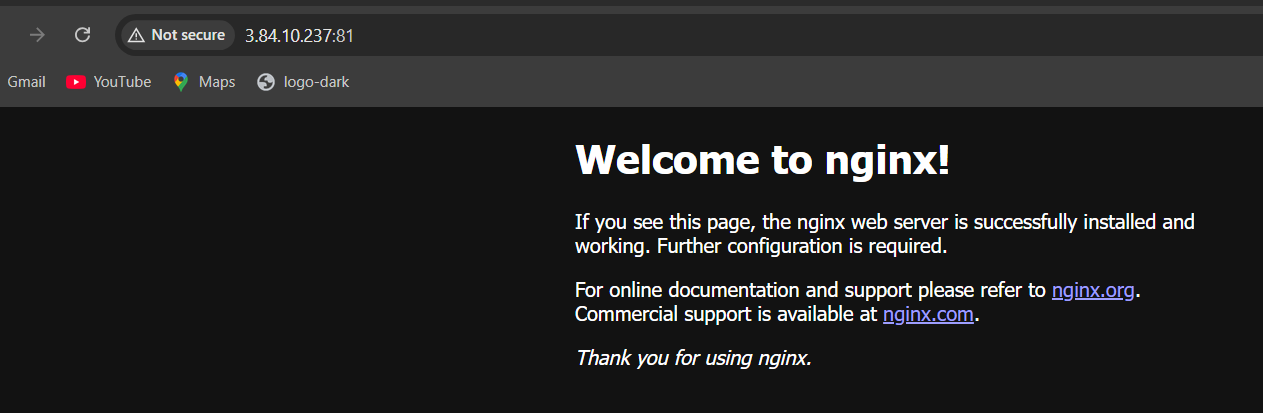 Not secure 3.84.10.237:81
Gmail YouTube Maps logo-dark
Welcome to nginx!
If you see this page, the nginx web server is successfully installed and
working. Further configuration is required.
For online documentation and support please refer to nginx.org.
Commercial support is available at nginx.com.
Thank you for using nginx.